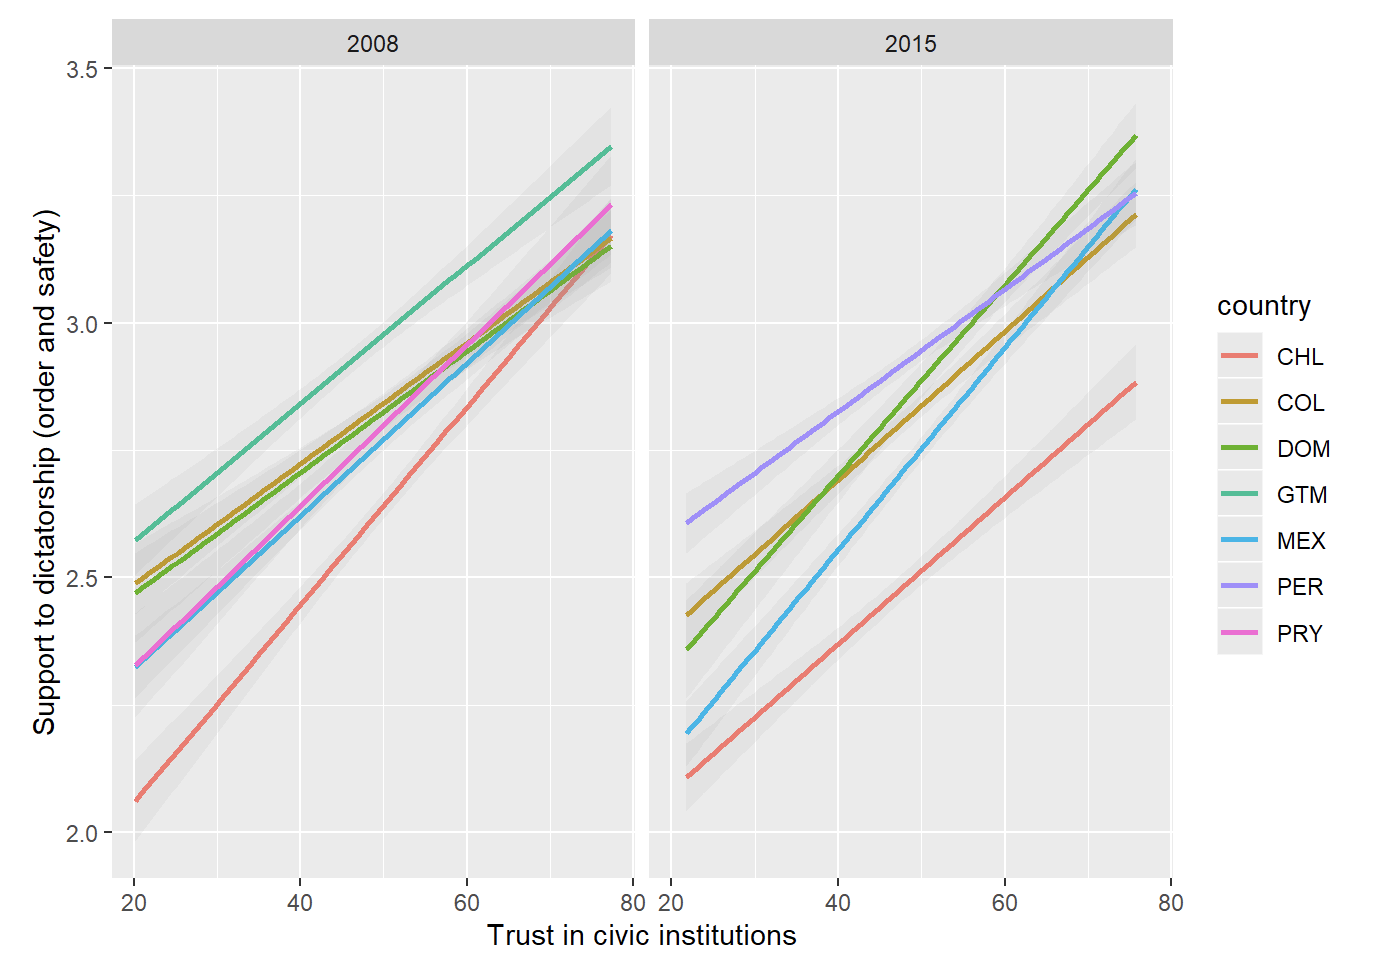 2008
2015
3.5
3.0
2.5
2.0
Support to dictatorship (order and safety)
20
40
60
80
20
40
60
80
Trust in civic institutions
country
CHL
COL
DOM
GTM
MEX
PER
PRY